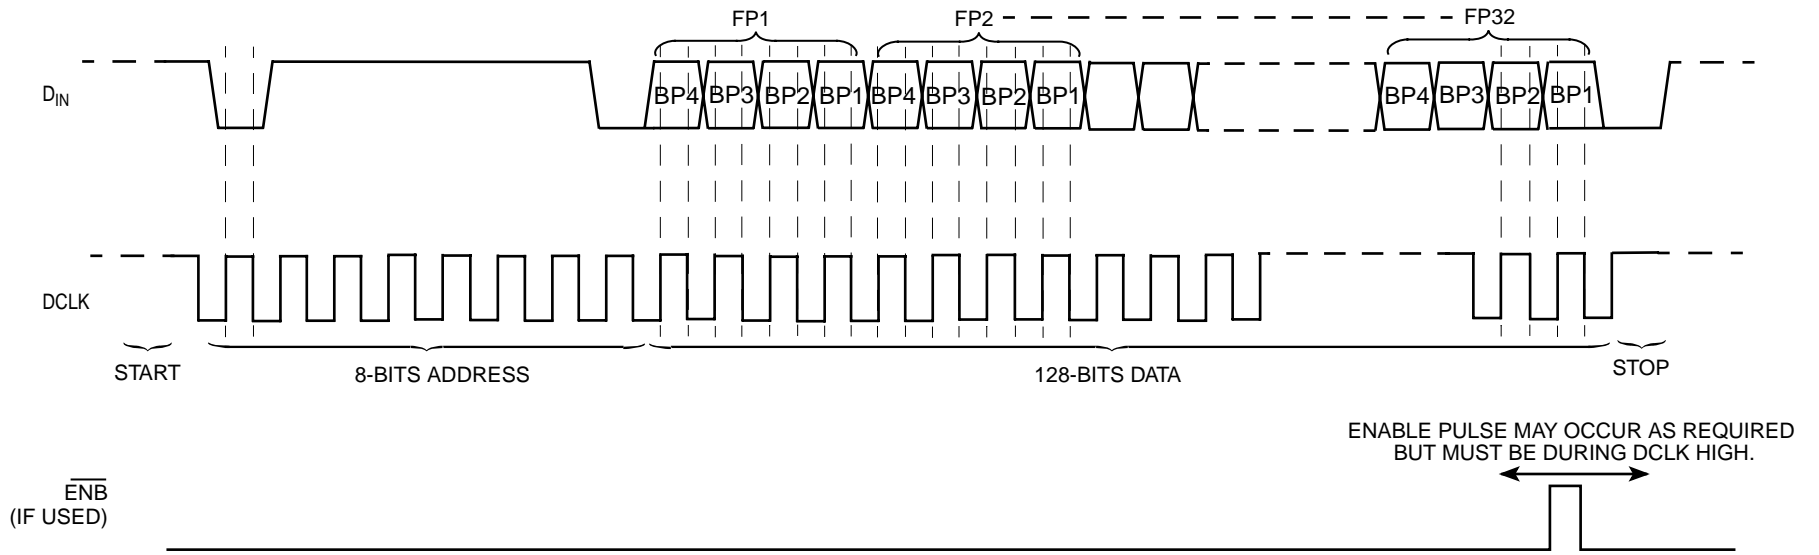 FP1 FP2 FP32
DIN BP4 BP3 BP2 BP1 BP4 BP3 BP2 BP1 BP4 BP3 BP2 BP1
DCLK
START 8-BITS ADDRESS 128-BITS DATA STOP
ENABLE PULSE MAY OCCUR AS REQUIRED
BUT MUST BE DURING DCLK HIGH.
ENB
(IF USED)